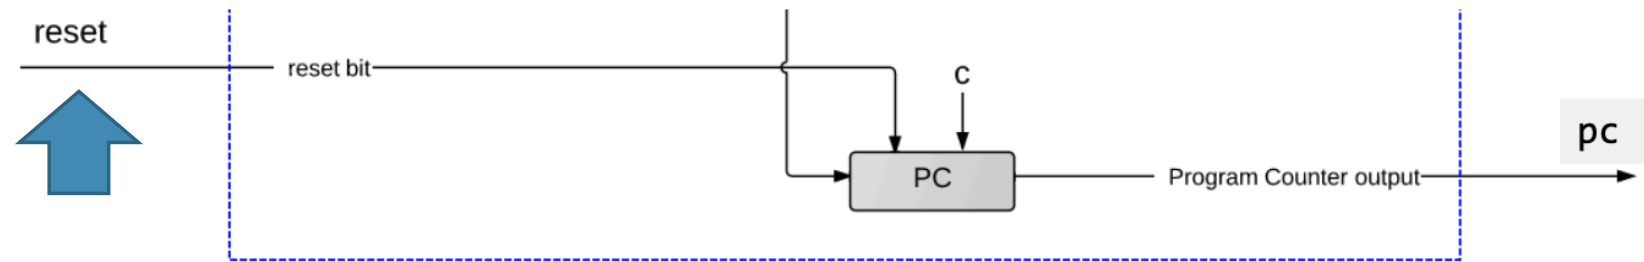 reset
reset bit
c
pc
PC
Program Counter output